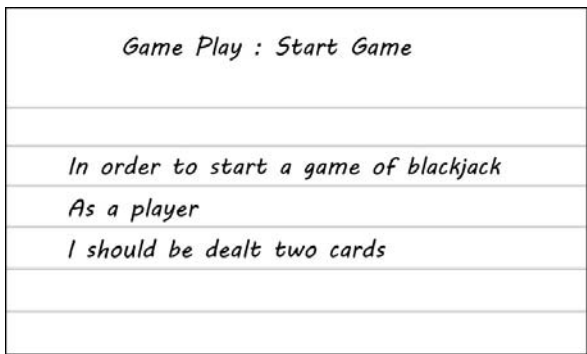 Game Play : Start Game
In order to start a game of blackjack
As a player
I should be dealt two cards